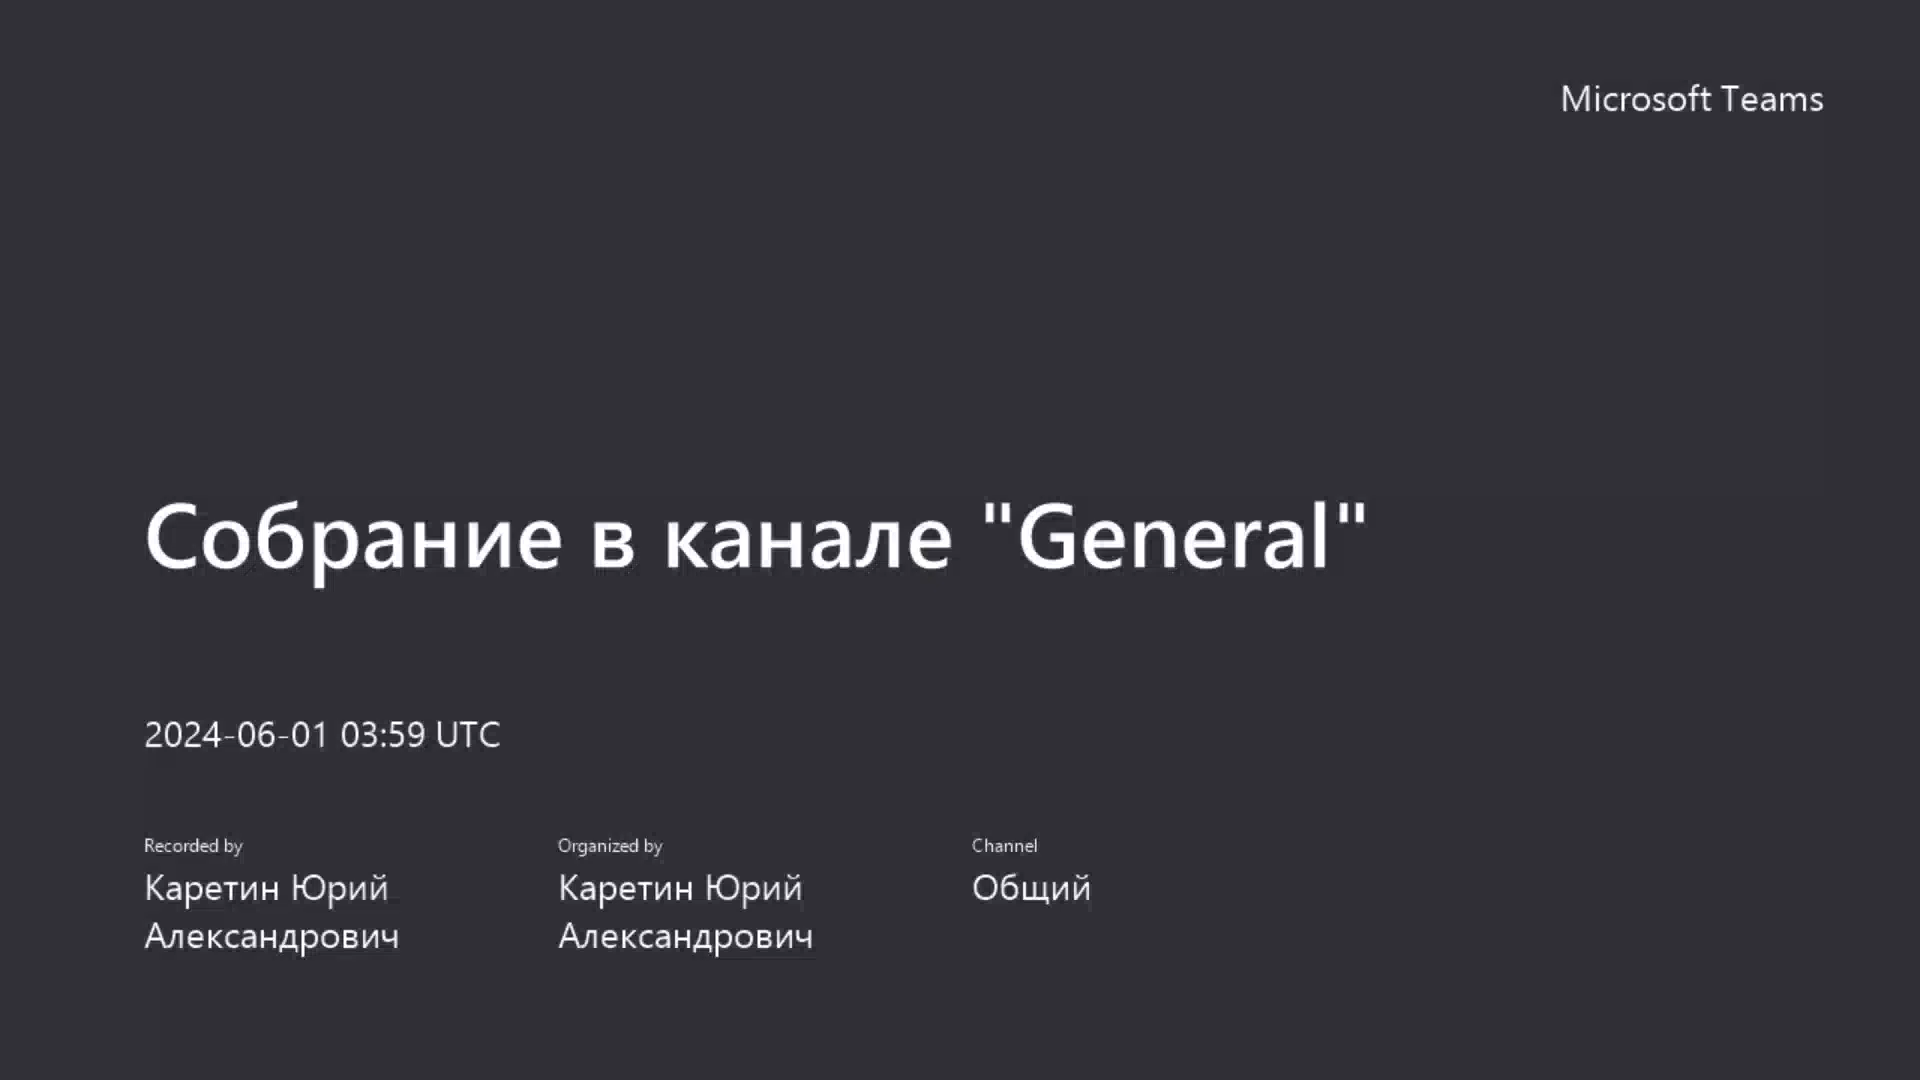 Microsoft Teams
Собрание в канале "General"
2024-06-01 03:59 UTC
Recorded by
Каретин Юрий
Александрович
Organized by
Каретин Юрий
Александрович
Channel
Общий